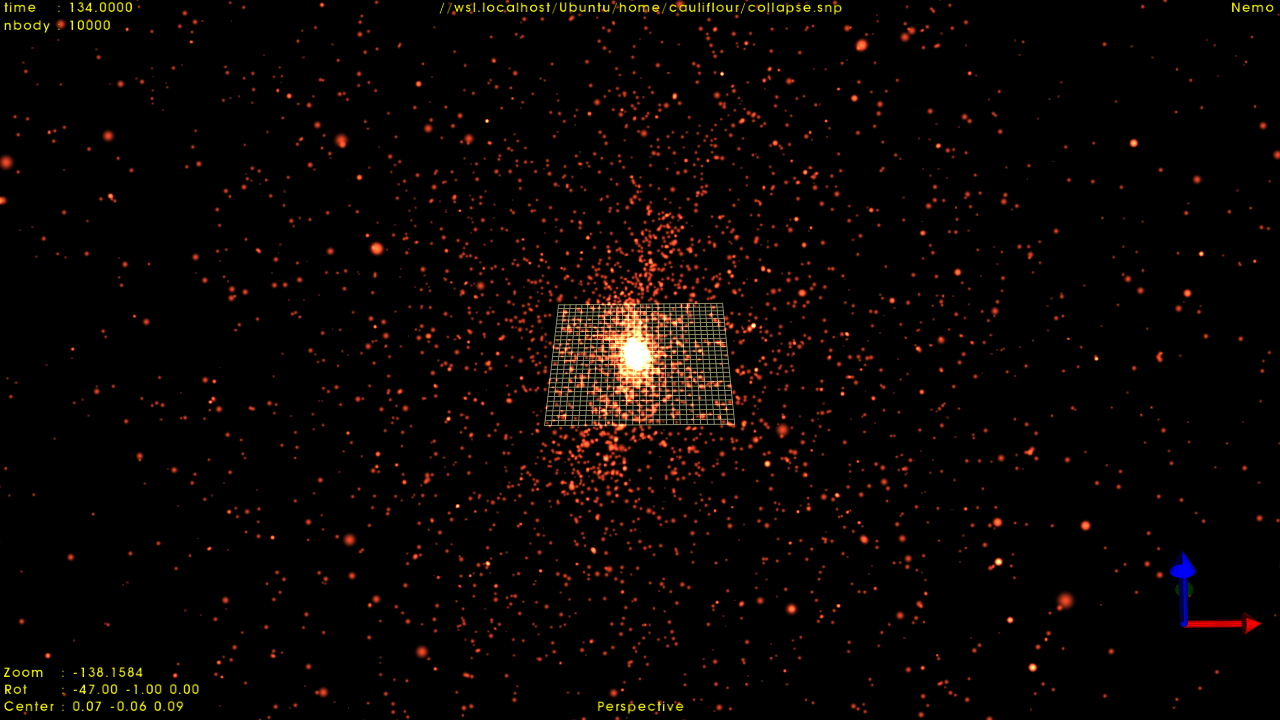 time : 134.0000
//wsl.localhost/Ubuntu/home/cauliflour/collapse.snp
Nemo
nbody : 10000
Zoom : -138.1584
Rot : -47.00 -1.00 0.00
Center : 0.07 -0.06 0.09
Perspective